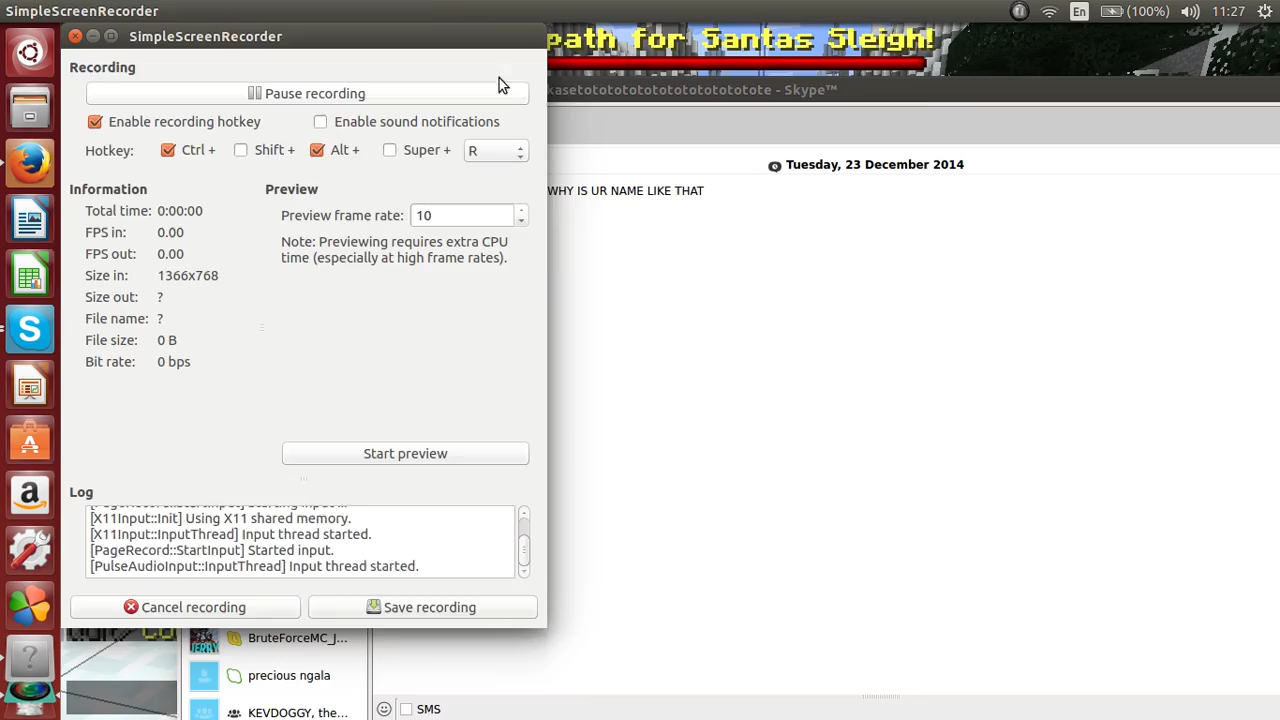 SimpleScreenRecorder
En
(100%)
11:27
SimpleScreenRecorder
path for Santas Sleigh!
Recording
kasetotototototototototototote - Skype™
Pause recording
Enable recording hotkey
Enable sound notifications
Hotkey:
Ctrl +
Shift +
Alt +
Super +
R
Tuesday, 23 December 2014
WHY IS UR NAME LIKE THAT
Information
Total time: 0:00:00
FPS in: 0.00
FPS out: 0.00
Size in: 1366x768
Size out: ?
File name: ?
File size: 0 B
Bit rate: 0 bps
Preview
Preview frame rate: 10
Note: Previewing requires extra CPU
time (especially at high frame rates).
Start preview
Log
[X11Input::Init] Using X11 shared memory.
[X11Input::InputThread] Input thread started.
[PageRecord::StartInput] Started input.
[PulseAudioInput::InputThread] Input thread started.
Cancel recording
Save recording
BruteForceMC_J...
precious ngala
KEVDOGGY, the...
SMS